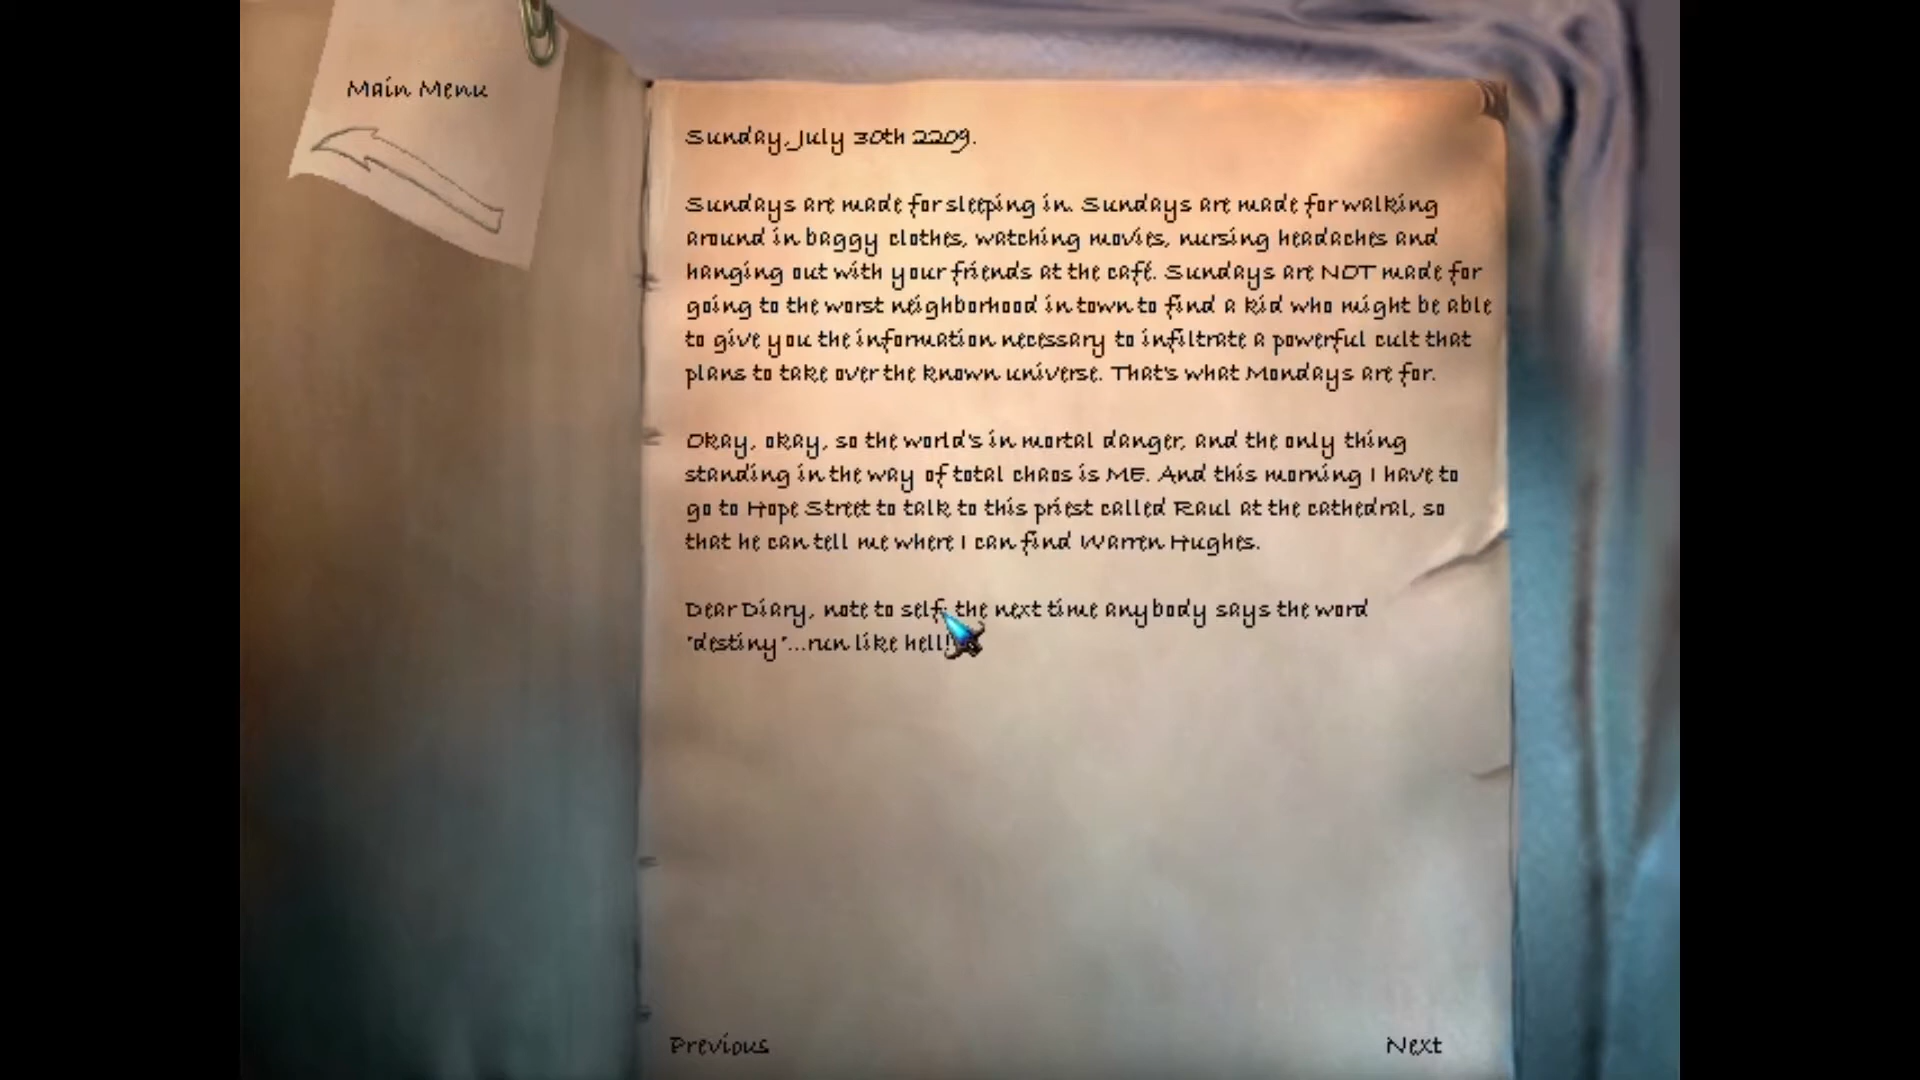 Main Menu
Sunday, July 30th 2209.
Sundays are made for sleeping in. Sundays are made for walking
around in baggy clothes, watching movies, nursing headaches and
hanging out with your friends at the café. Sundays are NOT made for
going to the worst neighborhood in town to find a kid who might be able
to give you the information necessary to infiltrate a powerful cult that
plans to take over the known universe. That's what Mondays are for.
Okay, okay, so the world's in mortal danger, and the only thing
standing in the way of total chaos is ME. And this morning I have to
go to Hope Street to talk to this priest called Raul at the cathedral, so
that he can tell me where I can find Warren Hughes.
Dear Diary, note to self: the next time anybody says the word
"destiny"...run like hell!
Previous
Next